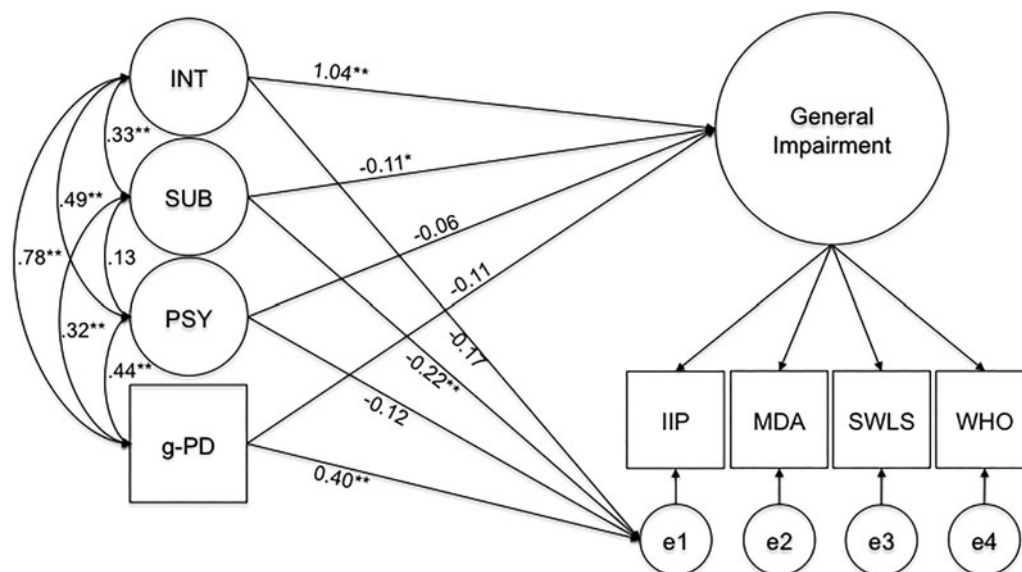 INT
1.04**
General
Impairment
.33**
SUB
-0.11*
.49**
-0.06
.78**
.13
-0.11
PSY
.32**
-0.17
-0.22**
.44**
-0.12
IIP
MDA
SWLS
WHO
g-PD
0.40**
e1
e2
e3
e4